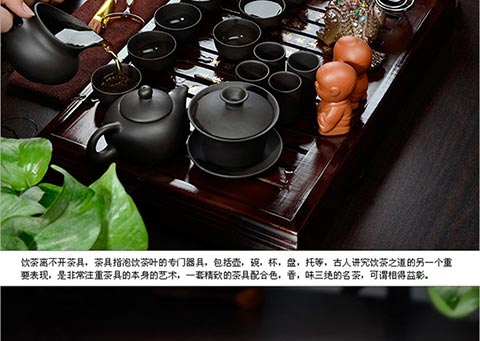 饮茶离不开茶具，茶具指泡饮茶叶的专门器具，包括壶，碗，杯，盘，托等，古人讲究饮茶之道的另一个重
要表现，是非常注重茶具的本身的艺术，一套精致的茶具配合色，香，味三绝的名茶，可谓相得益彰。